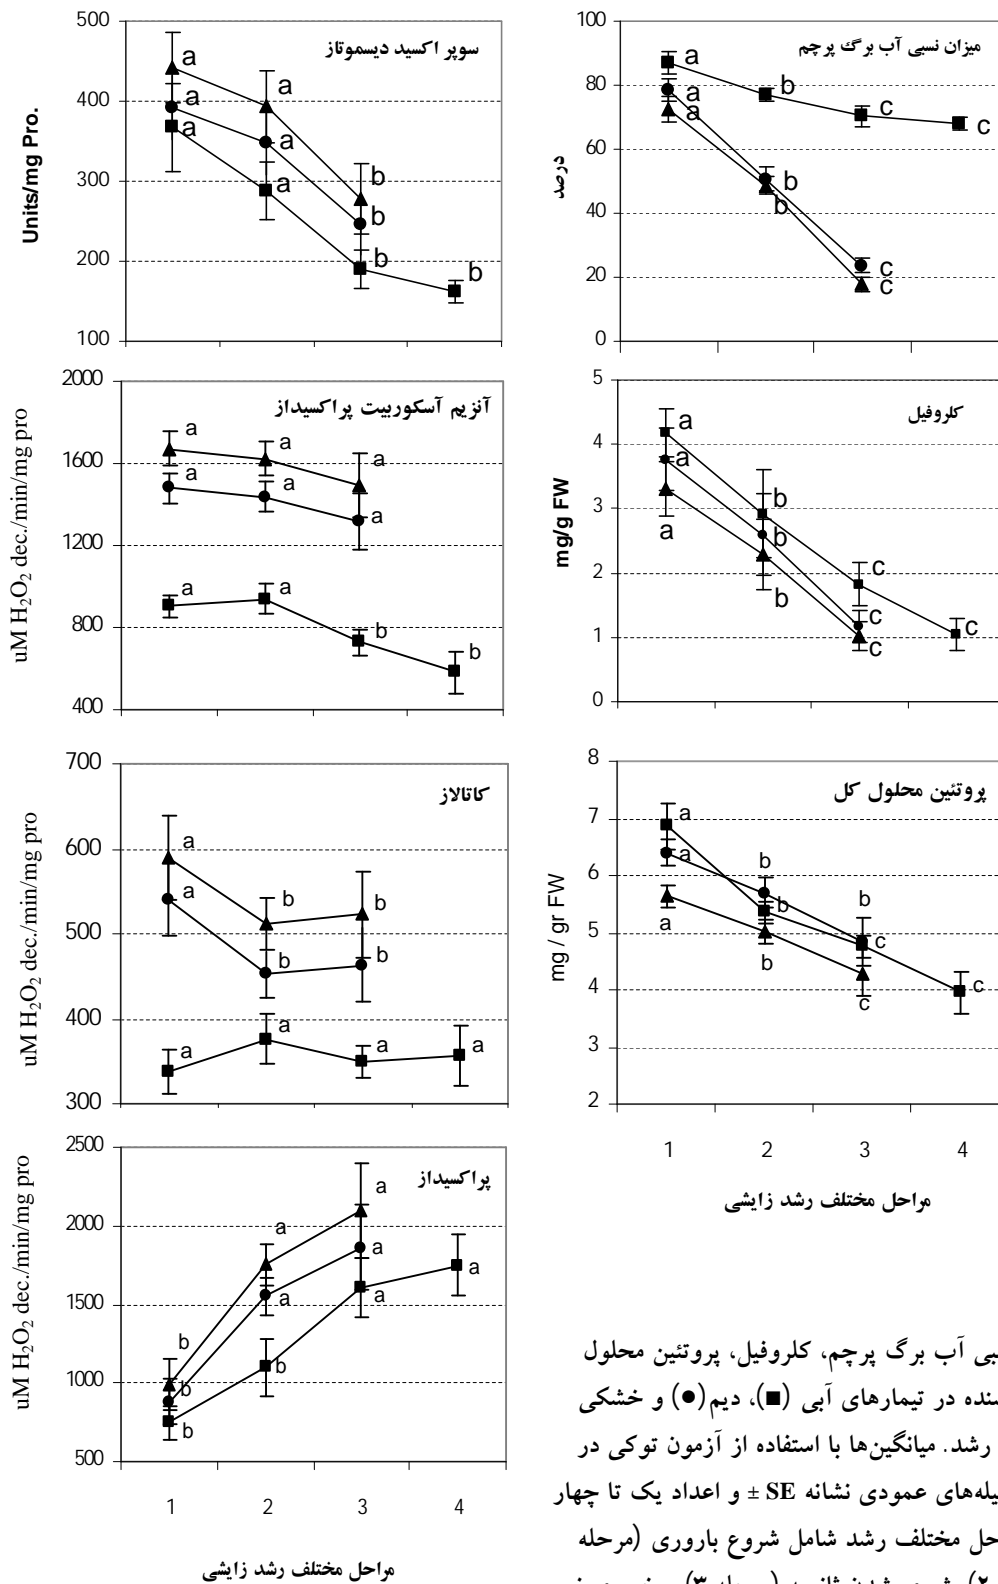 سوپر اکسید دیسموتاز
Units/mg Pro.
500
400
300
200
100
a
a
a
a
a
a
b
b
b
b
میزان نسبی آب برگ پرچم
درصد
100
80
60
40
20
0
a
a
a
b
b
b
c
c
c
c
آنزیم آسکوربیت پراکسیداز
uM H2O2 dec./min/mg pro
2000
1600
1200
800
400
a
a
a
a
a
a
a
a
b
b
کلروفیل
mg/g FW
5
4
3
2
1
0
a
a
a
b
b
b
c
c
c
c
کاتالاز
uM H2O2 dec./min/mg pro
700
600
500
400
300
a
a
b
b
b
b
a
a
a
a
پروتئین محلول کل
mg / gr FW
8
7
6
5
4
3
2
a
a
a
b
b
b
b
c
c
c
1 2 3 4
مراحل مختلف رشد زایشی
پراکسیداز
uM H2O2 dec./min/mg pro
2500
2000
1500
1000
500
b
b
b
a
a
b
a
a
a
a
1 2 3 4
مراحل مختلف رشد زایشی
آب برگ پرچم، کلروفیل، پروتئین محلول
در تیمارهای آبی (■)، دیم(●) و خشکی
رشد. میانگین‌ها با استفاده از آزمون توکی در
عمودی نشانه SE ± و اعداد یک تا چهار
مختلف رشد شامل شروع باروری (مرحله